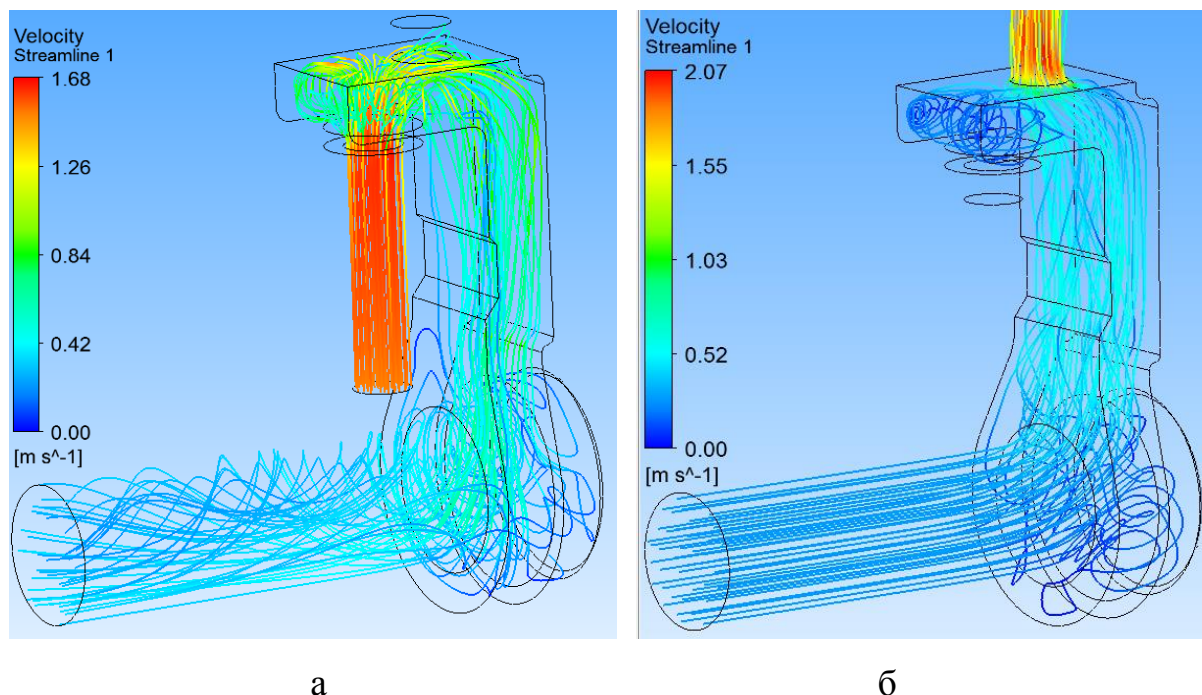 Velocity
Streamline 1
1.68
1.26
0.84
0.42
0.00
[m s^-1]
а
Velocity
Streamline 1
2.07
1.55
1.03
0.52
0.00
[m s^-1]
б